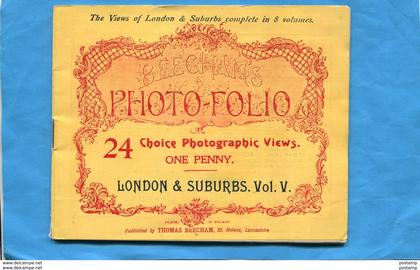 The Views of London & Suburbs complete in 8 volumes.
BEECHAM'S
PHOTO-FOLIO
24 Choice Photographic Views.
ONE PENNY.
LONDON & SUBURBS. Vol. V.
Published by THOMAS BEECHAM, St. Helens, Lancashire